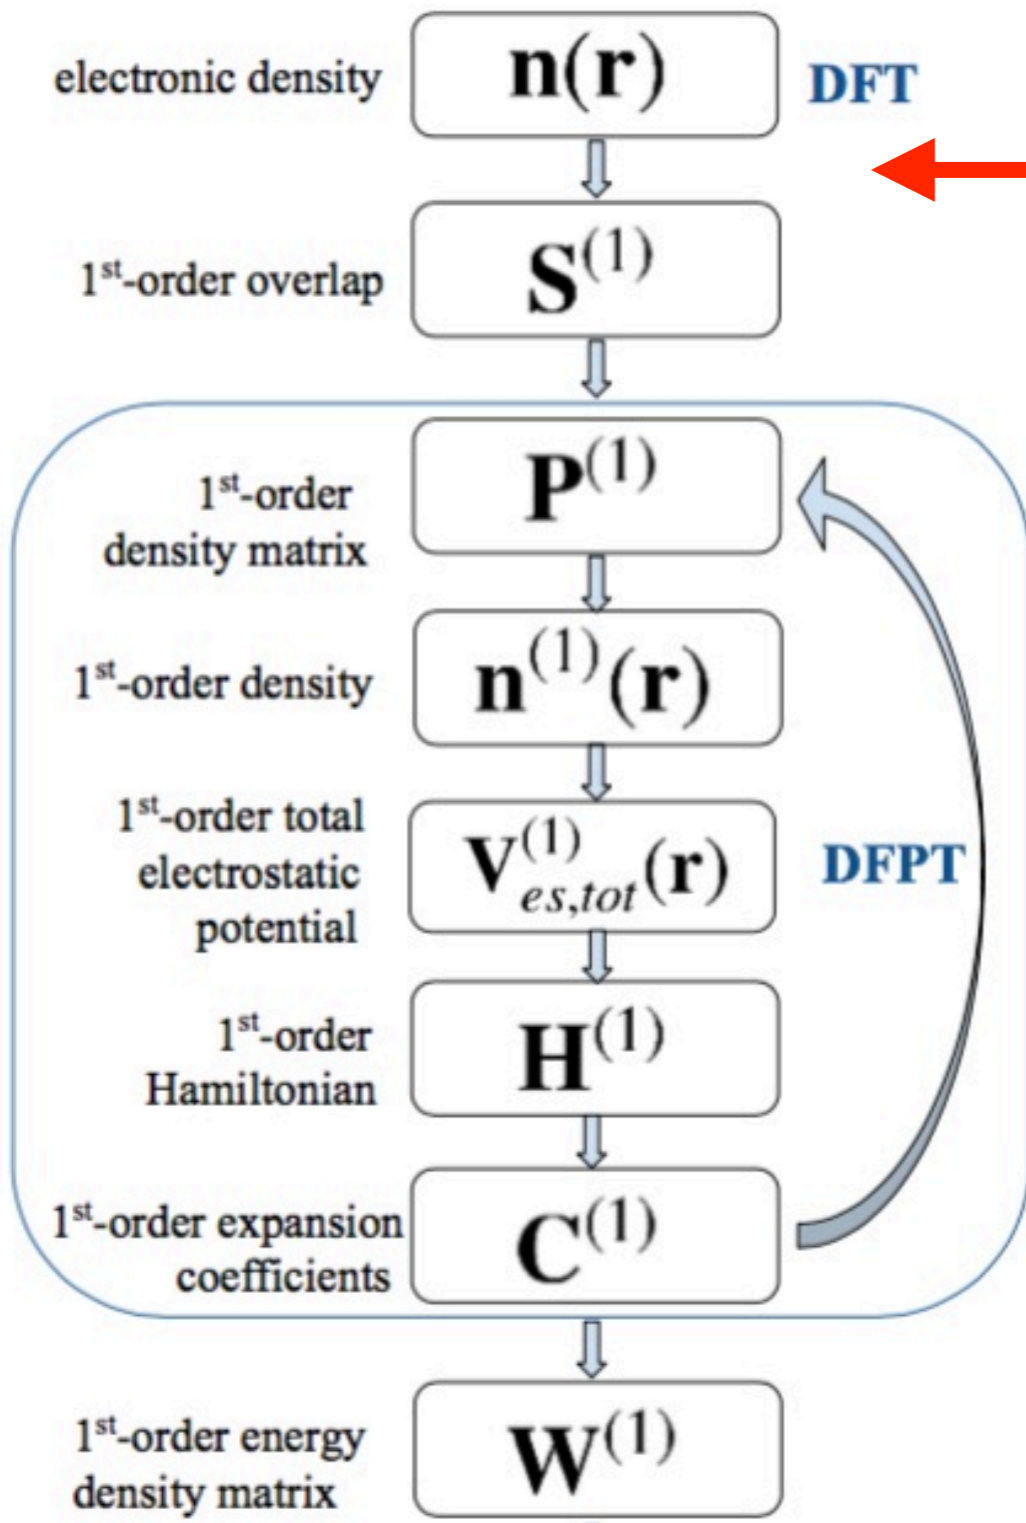 electronic density n(r) DFT
1st-order overlap S(1)
1st-order
density matrix
P(1)
1st-order density n(1)(r)
1st-order total
electrostatic
potential
V(1)es,tot(r)
DFPT
1st-order
Hamiltonian
H(1)
1st-order expansion
coefficients
C(1)
1st-order energy
density matrix
W(1)